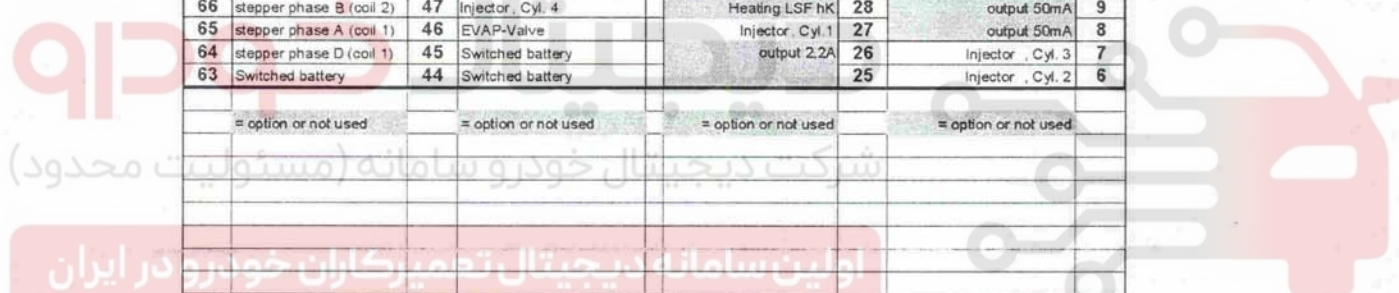 66 stepper phase B (coil 2) 47 Injector, Cyl. 4 Heating LSF hK 28 output 50mA 9
65 stepper phase A (coil 1) 46 EVAP-Valve Injector, Cyl.1 27 output 50mA 8
64 stepper phase D (coil 1) 45 Switched battery output 2,2A 26 Injector , Cyl. 3 7
63 Switched battery 44 Switched battery 25 Injector , Cyl. 2 6
= option or not used = option or not used = option or not used = option or not used
دیجیتال خودرو
شرکت دیجیتال خودرو سامانه (مسئولیت محدود)
اولین سامانه دیجیتال تعمیرکاران خودرو در ایران